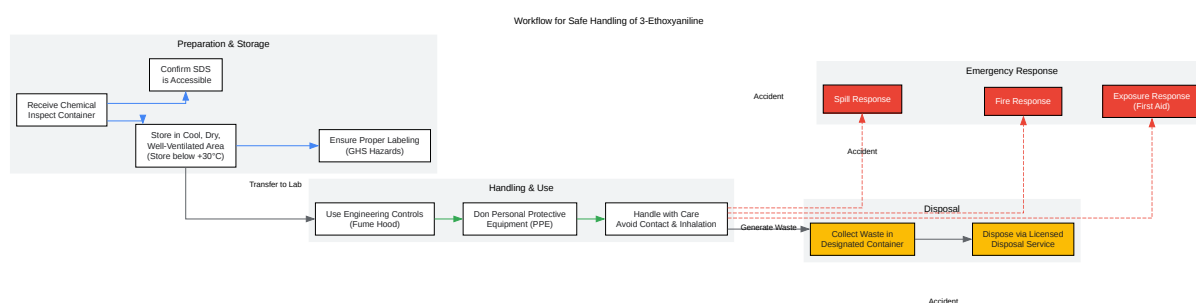 Workflow for Safe Handling of 3-Ethoxyaniline
Preparation & Storage
Confirm SDS
is Accessible
Receive Chemical
Inspect Container
Store in Cool, Dry,
Well-Ventilated Area
(Store below +30°C)
Ensure Proper Labeling
(GHS Hazards)
Transfer to Lab
Handling & Use
Use Engineering Controls
(Fume Hood)
Don Personal Protective
Equipment (PPE)
Handle with Care
Avoid Contact & Inhalation
Emergency Response
Accident
Spill Response
Fire Response
Exposure Response
(First Aid)
Accident
Disposal
Generate Waste
Collect Waste in
Designated Container
Dispose via Licensed
Disposal Service
Accident